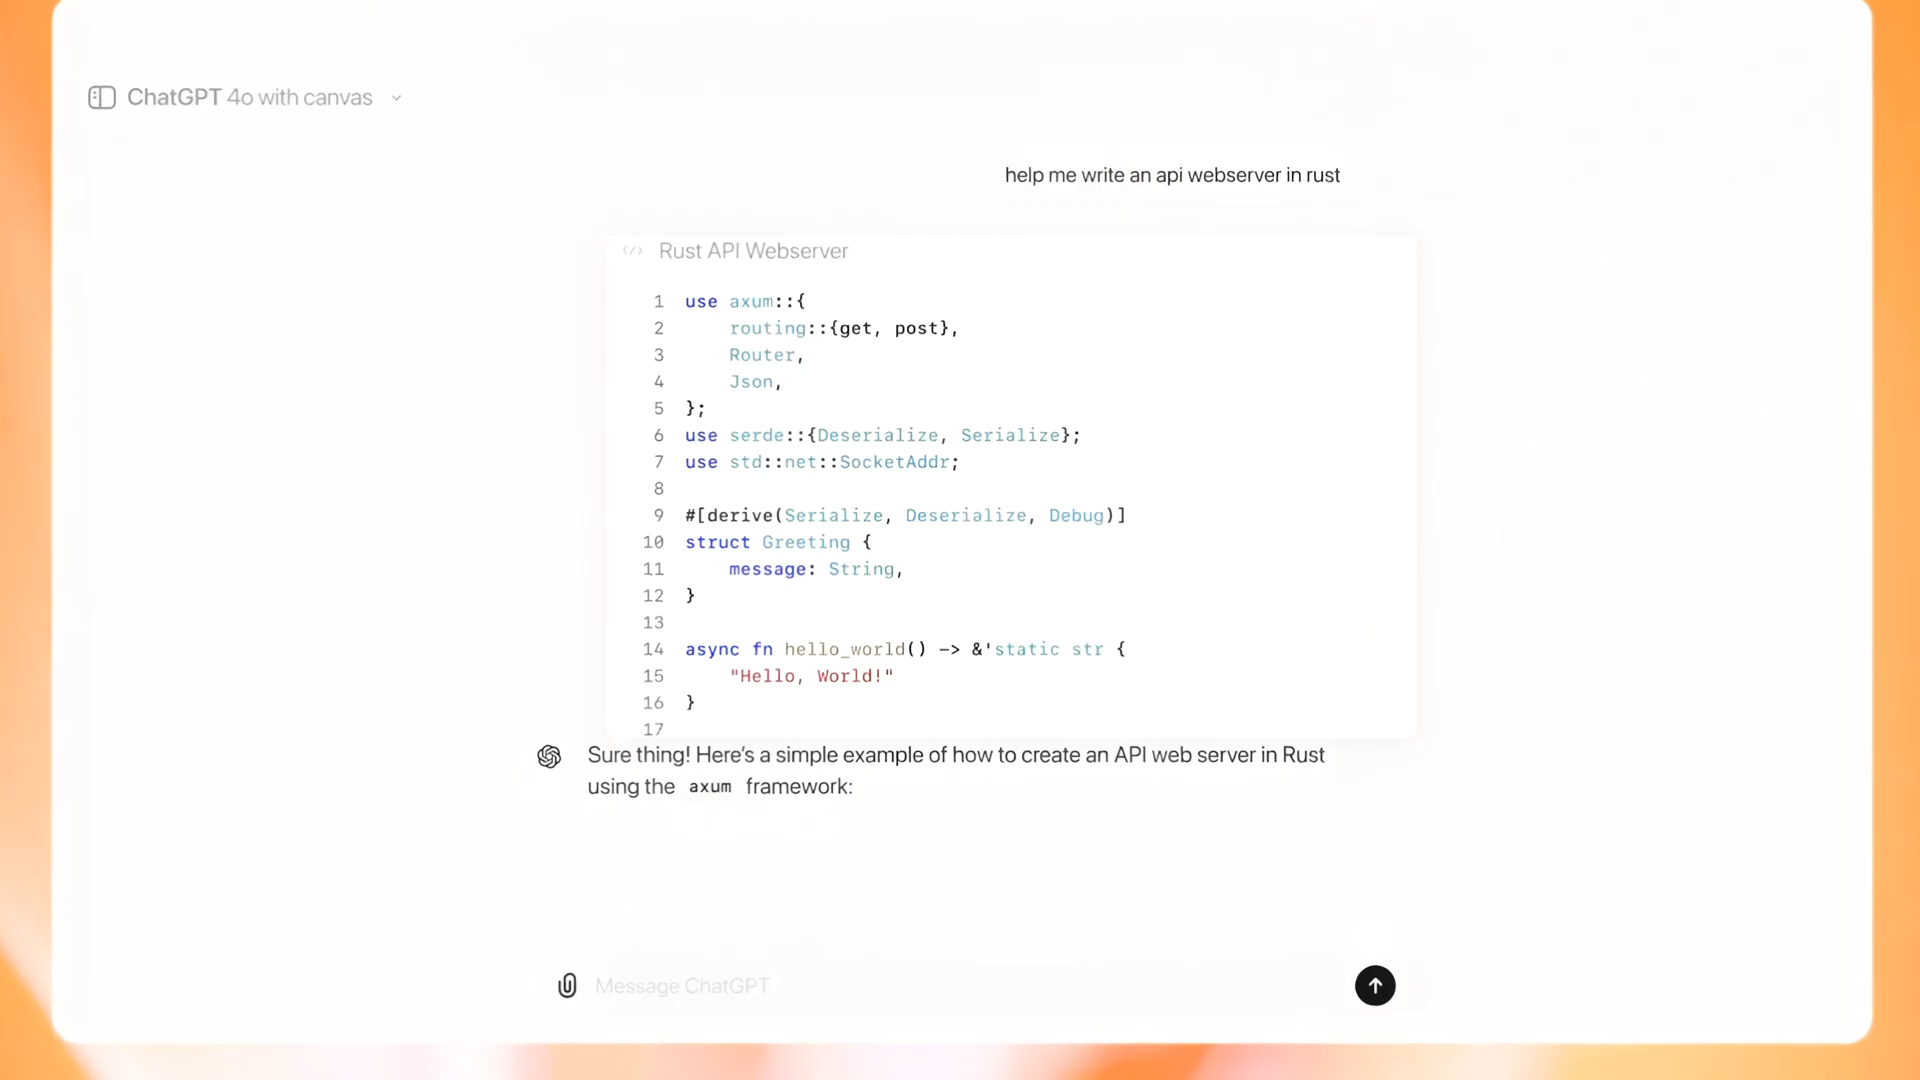 ChatGPT 4o with canvas
help me write an api webserver in rust
Rust API Webserver
1 use axum::{
2     routing::{get, post},
3     Router,
4     Json,
5 };
6 use serde::{Deserialize, Serialize};
7 use std::net::SocketAddr;
8
9 #[derive(Serialize, Deserialize, Debug)]
10 struct Greeting {
11     message: String,
12 }
13
14 async fn hello_world() -> &'static str {
15     "Hello, World!"
16 }
17
Sure thing! Here's a simple example of how to create an API web server in Rust
using the axum framework:
Message ChatGPT